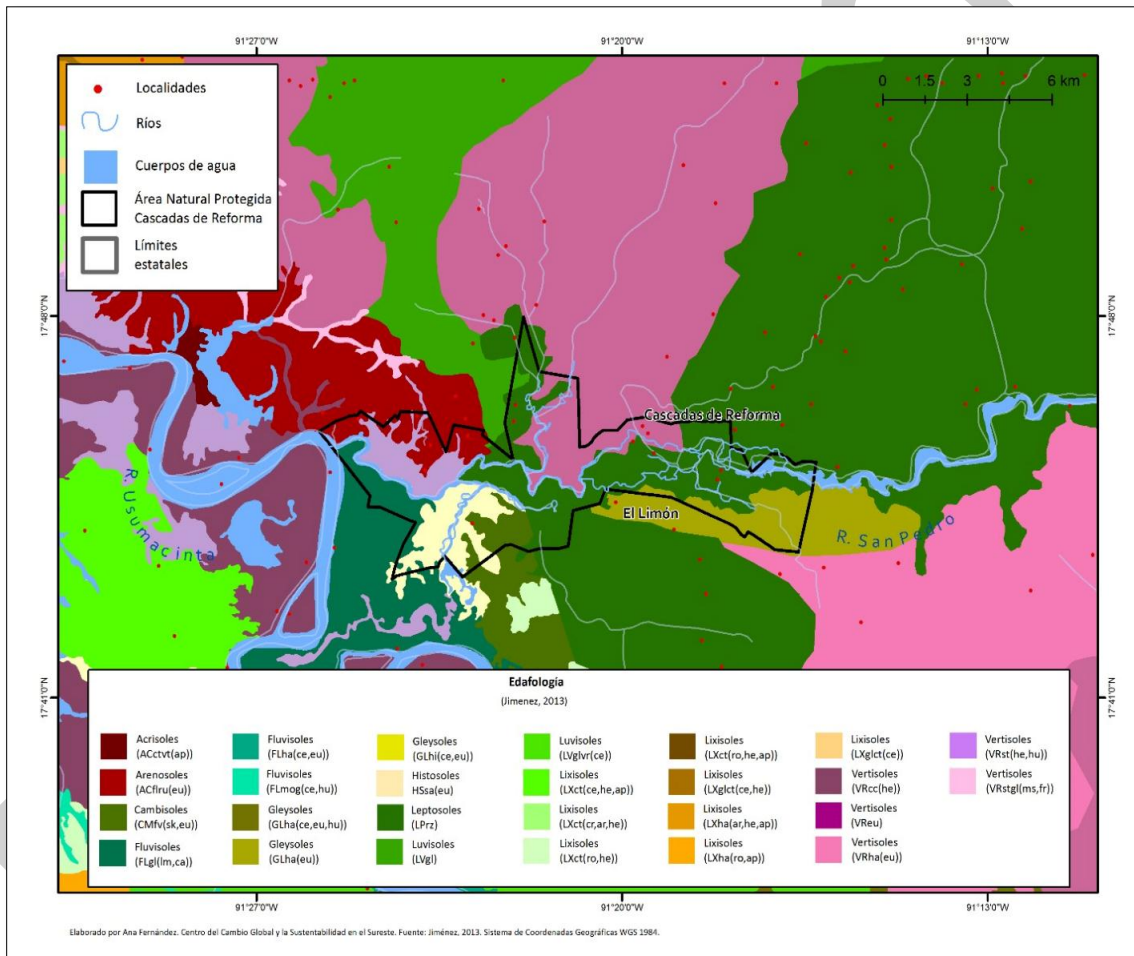 91°27'0"W
91°20'0"W
91°13'0"W
Localidades
Ríos
Cuerpos de agua
Área Natural Protegida
Cascadas de Reforma
Límites
estatales
0 1.5 3 6 km
17°48'0"N
17°48'0"N
Cascadas de Reforma
El Limón
R. Usumacinta
R. San Pedro
17°41'0"N
17°41'0"N
Edafología
(Jimenez, 2013)
Acrisoles
(ACctvt(ap))
Arenosoles
(ACflru(eu))
Cambisoles
(CMfv(sk,eu))
Fluvisoles
(FLgl(lm,ca))
Fluvisoles
(FLha(ce,eu))
Fluvisoles
(FLmog(ce,hu))
Gleysoles
(GLha(ce,eu,hu))
Gleysoles
(GLha(eu))
Gleysoles
(GLhi(ce,eu))
Histosoles
HSsa(eu)
Leptosoles
(LPrz)
Luvisoles
(LVgl)
Luvisoles
(LVglvr(ce))
Lixisoles
(LXct(ce,he,ap))
Lixisoles
(LXct(cr,ar,he))
Lixisoles
(LXct(ro,he))
Lixisoles
(LXct(ro,he,ap))
Lixisoles
(LXglct(ce,he))
Lixisoles
(LXha(ar,he,ap))
Lixisoles
(LXha(ro,ap))
Lixisoles
(LXglct(ce))
Vertisoles
(VRcc(he))
Vertisoles
(VReu)
Vertisoles
(VRha(eu))
Vertisoles
(VRst(he,hu))
Vertisoles
(VRstgl(ms,fr))
91°27'0"W
91°20'0"W
91°13'0"W
Elaborado por Ana Fernández. Centro del Cambio Global y la Sustentabilidad en el Sureste. Fuente: Jiménez, 2013. Sistema de Coordenadas Geográficas WGS 1984.